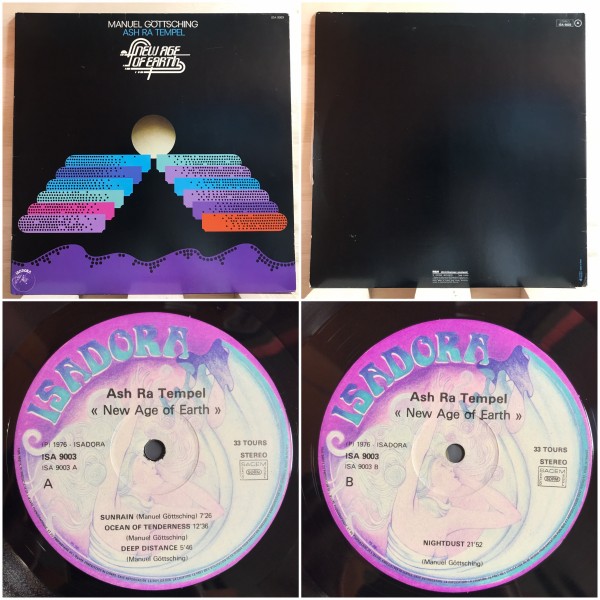 ISA 9003
MANUEL GÖTTSCHING
ASH RA TEMPEL
NEW AGE
OF EARTH
ISADORA
ISADORA
Ash Ra Tempel
« New Age of Earth »
(P) 1976 - ISADORA
33 TOURS
ISA 9003
STEREO
ISA 9003 A
SACEM
A
SUNRAIN (Manuel Göttsching) 7'26
OCEAN OF TENDERNESS 12'36
(Manuel Göttsching)
DEEP DISTANCE 5'46
(Manuel Göttsching)
ISADORA
Ash Ra Tempel
« New Age of Earth »
(P) 1976 - ISADORA
33 TOURS
ISA 9003
STEREO
ISA 9003 B
SACEM
B
NIGHTDUST 21'52
(Manuel Göttsching)